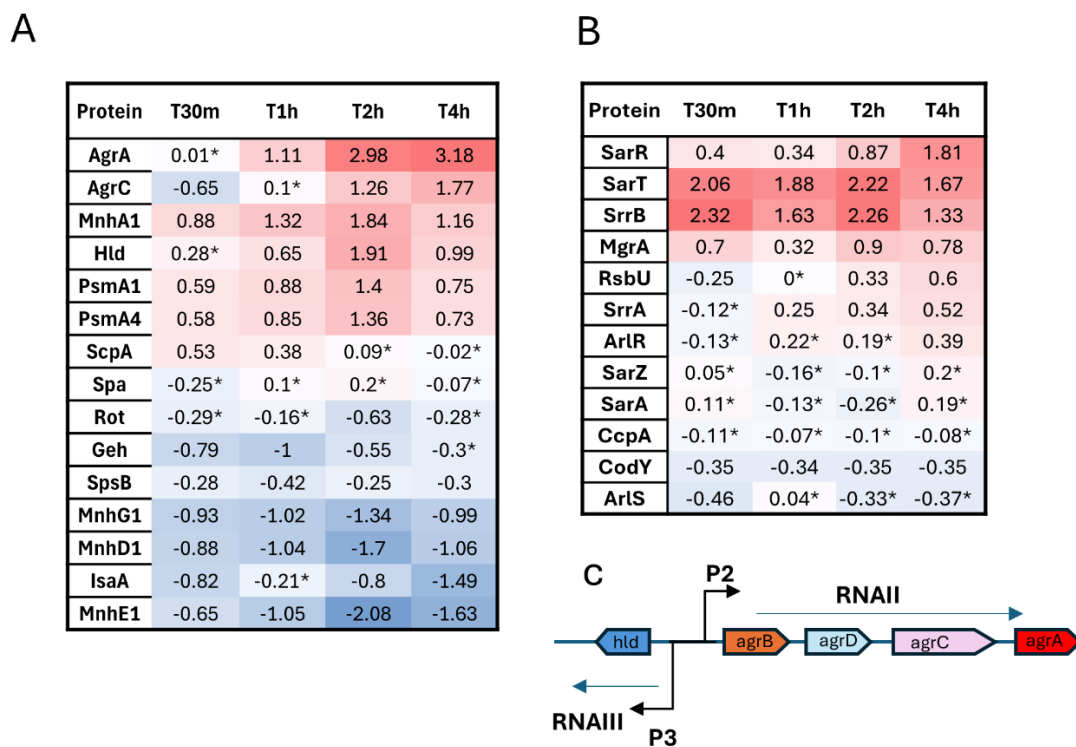 A
Protein T30m T1h T2h T4h
AgrA 0.01* 1.11 2.98 3.18
AgrC -0.65 0.1* 1.26 1.77
MnhA1 0.88 1.32 1.84 1.16
Hld 0.28* 0.65 1.91 0.99
PsmA1 0.59 0.88 1.4 0.75
PsmA4 0.58 0.85 1.36 0.73
ScpA 0.53 0.38 0.09* -0.02*
Spa -0.25* 0.1* 0.2* -0.07*
Rot -0.29* -0.16* -0.63 -0.28*
Geh -0.79 -1 -0.55 -0.3*
SpsB -0.28 -0.42 -0.25 -0.3
MnhG1 -0.93 -1.02 -1.34 -0.99
MnhD1 -0.88 -1.04 -1.7 -1.06
IsaA -0.82 -0.21* -0.8 -1.49
MnhE1 -0.65 -1.05 -2.08 -1.63
B
Protein T30m T1h T2h T4h
SarR 0.4 0.34 0.87 1.81
SarT 2.06 1.88 2.22 1.67
SrrB 2.32 1.63 2.26 1.33
MgrA 0.7 0.32 0.9 0.78
RsbU -0.25 0* 0.33 0.6
SrrA -0.12* 0.25 0.34 0.52
ArlR -0.13* 0.22* 0.19* 0.39
SarZ 0.05* -0.16* -0.1* 0.2*
SarA 0.11* -0.13* -0.26* 0.19*
CcpA -0.11* -0.07* -0.1* -0.08*
CodY -0.35 -0.34 -0.35 -0.35
ArlS -0.46 0.04* -0.33* -0.37*
C
P2
RNAII
hld agrB agrD agrC agrA
RNAIII
P3